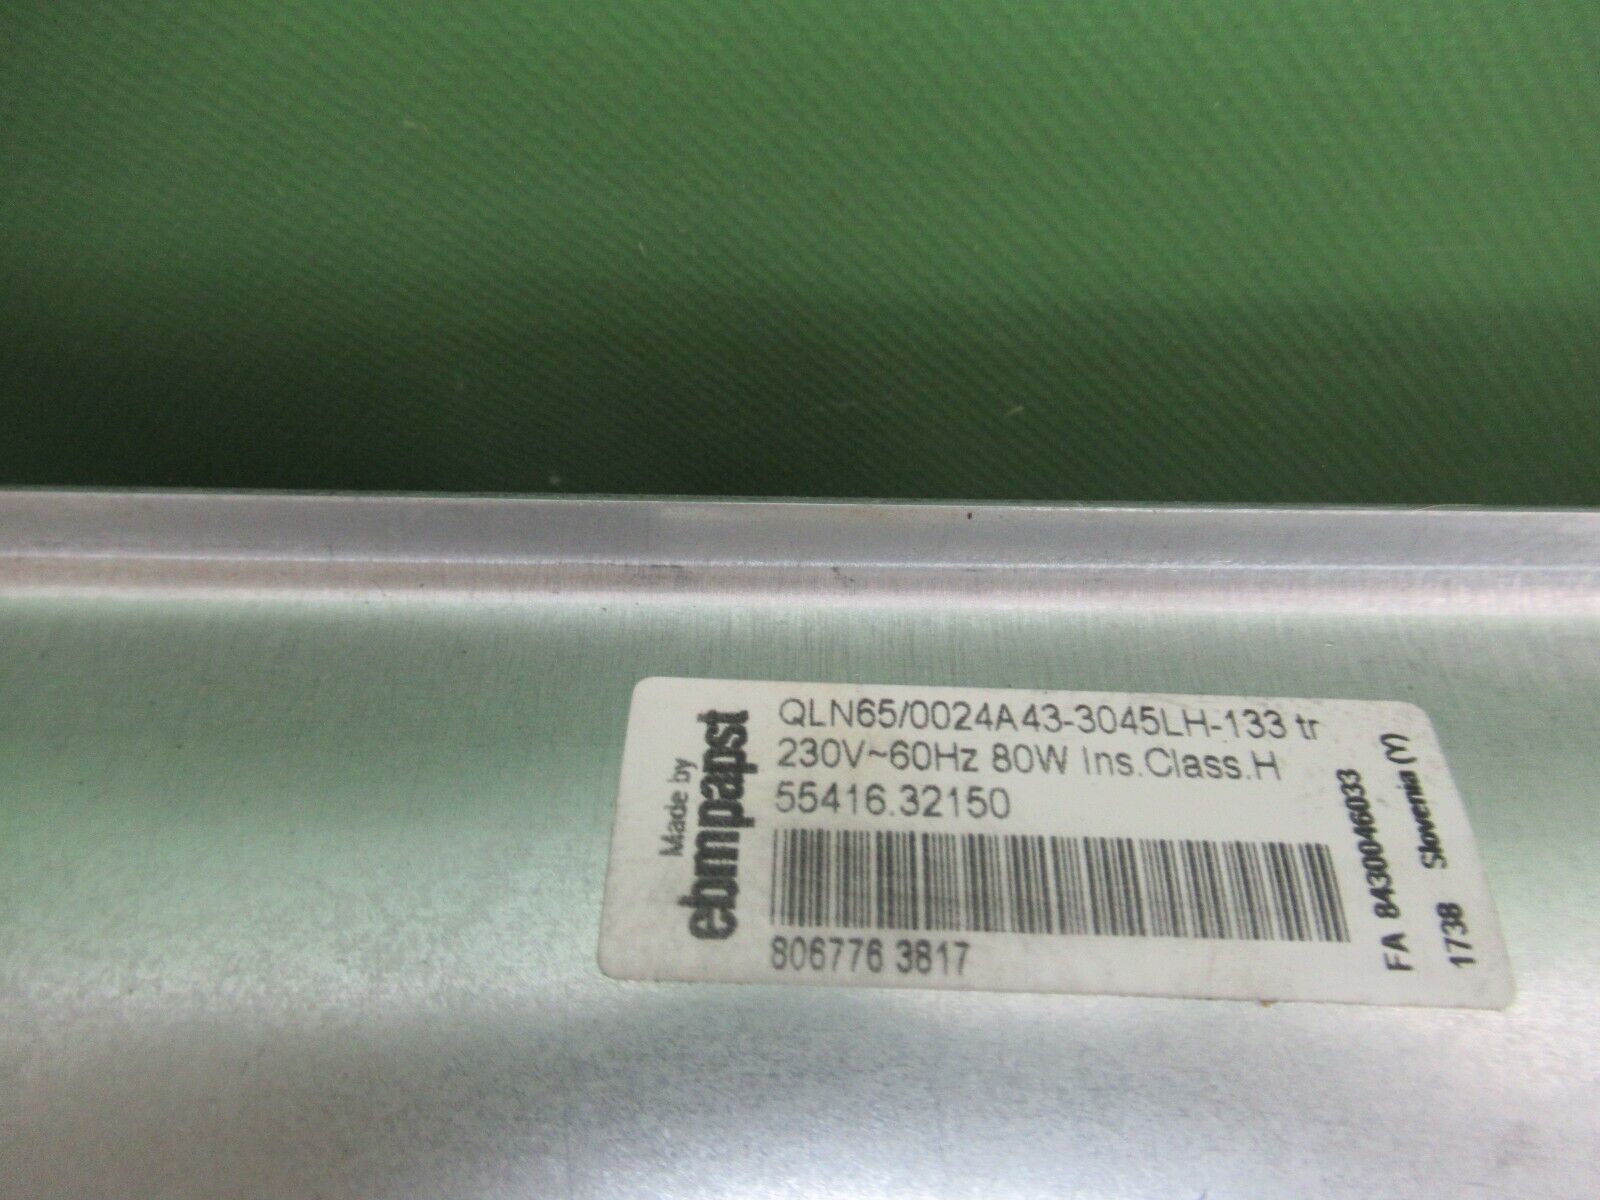 Made by
ebmpapst
QLN65/0024A43-3045LH-133 tr
230V~60Hz 80W Ins.Class.H
55416.32150
806776 3817
FA 8430046033
1738 Slovenia (Y)